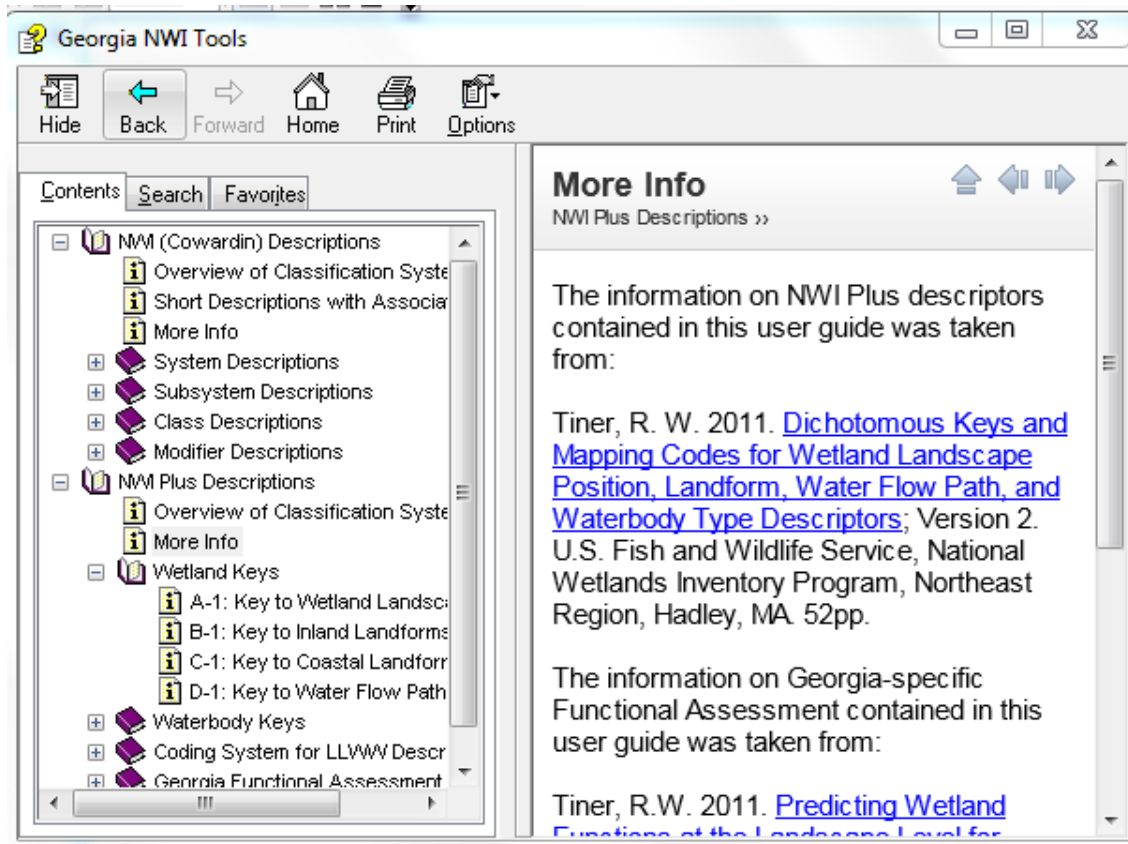 Georgia NWI Tools
Hide Back Forward Home Print Options
Contents Search Favorites
NWI (Cowardin) Descriptions
Overview of Classification Syste
Short Descriptions with Associa
More Info
System Descriptions
Subsystem Descriptions
Class Descriptions
Modifier Descriptions
NWI Plus Descriptions
Overview of Classification Syste
More Info
Wetland Keys
A-1: Key to Wetland Landsc
B-1: Key to Inland Landforms
C-1: Key to Coastal Landforr
D-1: Key to Water Flow Path
Waterbody Keys
Coding System for LLWW Descr
Georgia Functional Assessment
More Info
NWI Plus Descriptions ››
The information on NWI Plus descriptors
contained in this user guide was taken
from:
Tiner, R. W. 2011. Dichotomous Keys and
Mapping Codes for Wetland Landscape
Position, Landform, Water Flow Path, and
Waterbody Type Descriptors; Version 2.
U.S. Fish and Wildlife Service, National
Wetlands Inventory Program, Northeast
Region, Hadley, MA. 52pp.
The information on Georgia-specific
Functional Assessment contained in this
user guide was taken from:
Tiner, R.W. 2011. Predicting Wetland
Functions at the Landscape Level for